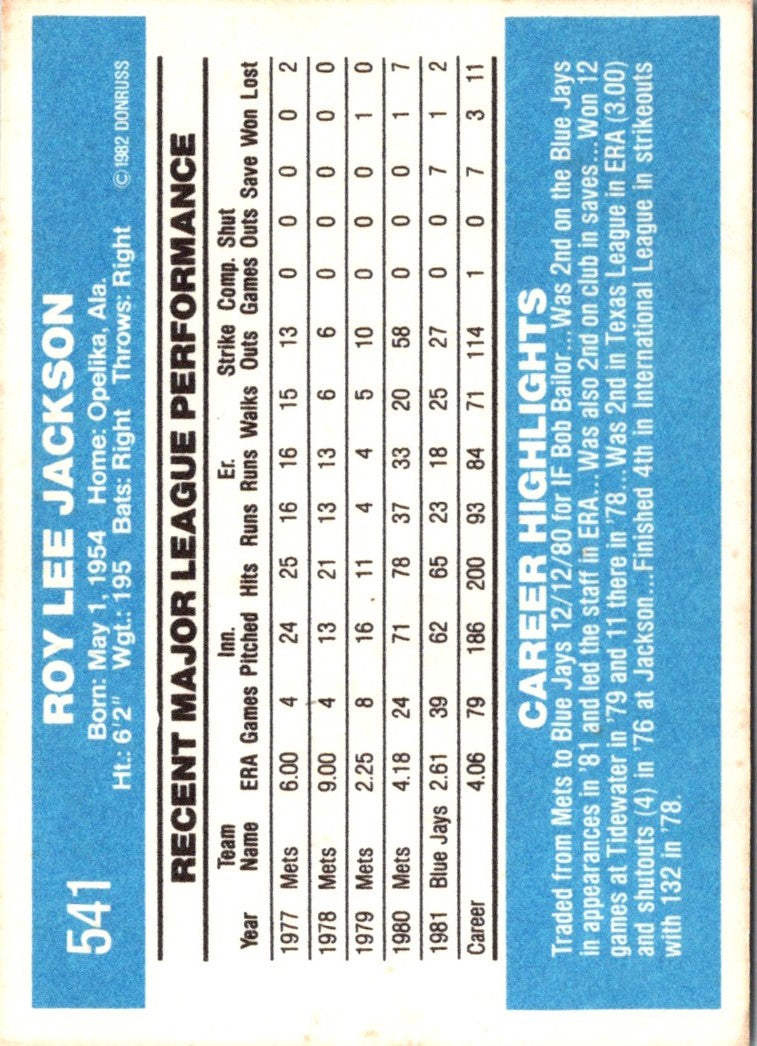 541
ROY LEE JACKSON
Born: May 1, 1954 Home: Opelika, Ala.
Ht.: 6'2" Wgt.: 195 Bats: Right Throws: Right
©1982 DONRUSS
RECENT MAJOR LEAGUE PERFORMANCE
Team Inn. Er. Strike Comp. Shut
Year Name ERA Games Pitched Hits Runs Runs Walks Outs Games Outs Save Won Lost
1977 Mets 6.00 4 24 25 16 16 15 13 0 0 0 0 2
1978 Mets 9.00 4 13 21 13 13 6 6 0 0 0 0 0
1979 Mets 2.25 8 16 11 4 4 5 10 0 0 0 1 0
1980 Mets 4.18 24 71 78 37 33 20 58 0 0 0 1 7
1981 Blue Jays 2.61 39 62 65 23 18 25 27 0 0 7 1 2
Career 4.06 79 186 200 93 84 71 114 1 0 7 3 11
CAREER HIGHLIGHTS
Traded from Mets to Blue Jays 12/12/80 for IF Bob Bailor...Was 2nd on the Blue Jays
in appearances in '81 and led the staff in ERA...Was also 2nd on club in saves...Won 12
games at Tidewater in '79 and 11 there in '78...Was 2nd in Texas League in ERA (3.00)
and shutouts (4) in '76 at Jackson...Finished 4th in International League in strikeouts
with 132 in '78.